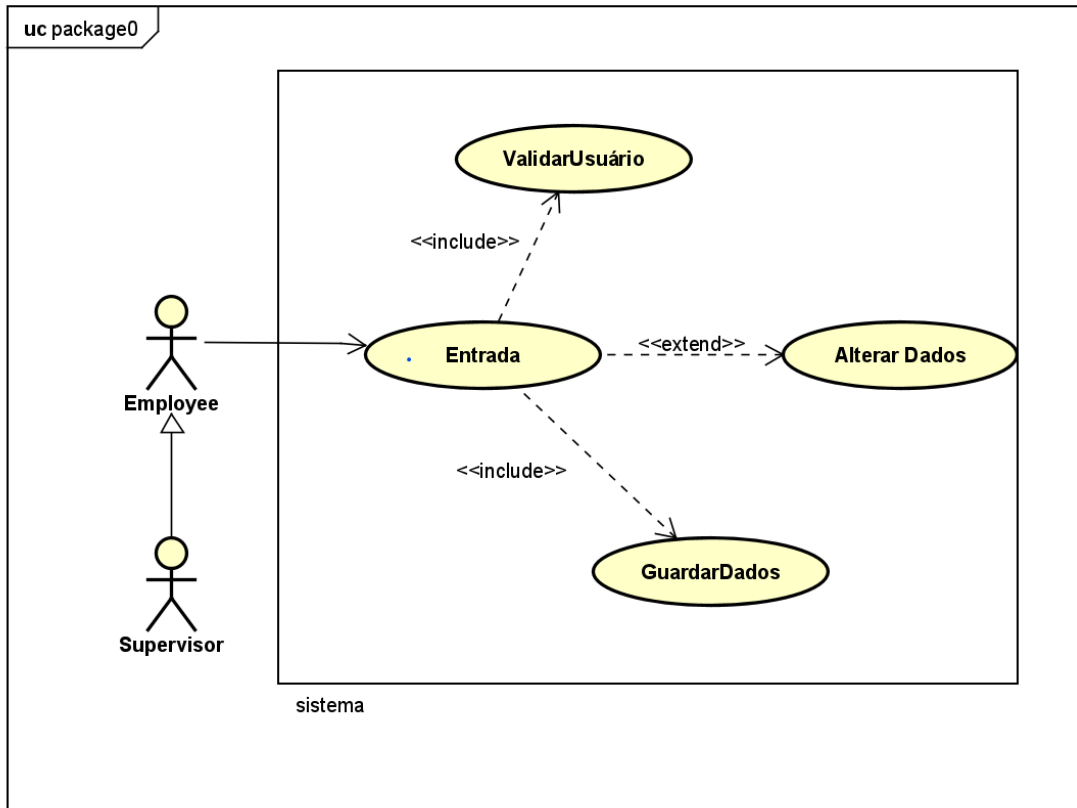 uc package0
ValidarUsuário
<<include>>
Entrada
<<extend>>
Alterar Dados
Employee
<<include>>
GuardarDados
Supervisor
sistema